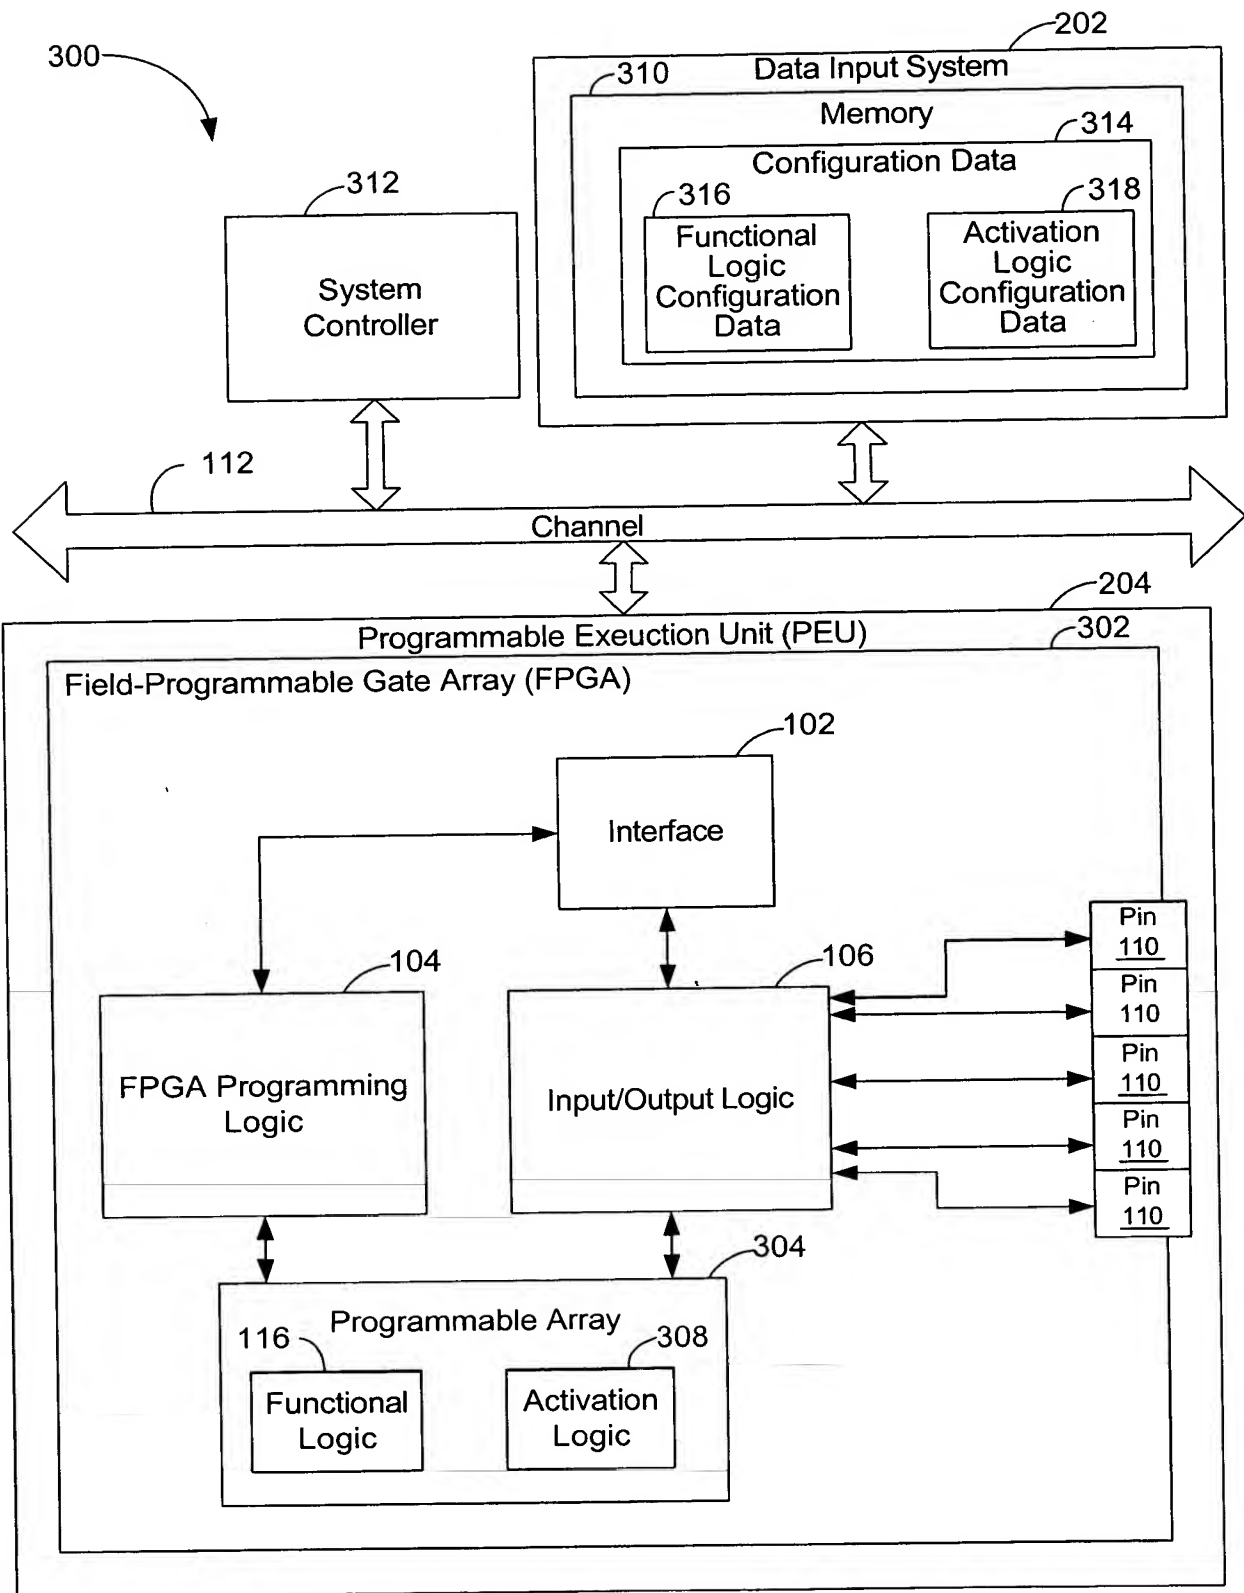 300
202
Data Input System
310
Memory
314
Configuration Data
316
Functional
Logic
Configuration
Data
318
Activation
Logic
Configuration
Data
312
System
Controller
112
Channel
204
Programmable Exeuction Unit (PEU)
302
Field-Programmable Gate Array (FPGA)
102
Interface
104
FPGA Programming
Logic
106
Input/Output Logic
Pin
110
Pin
110
Pin
110
Pin
110
Pin
110
304
Programmable Array
116
Functional
Logic
308
Activation
Logic